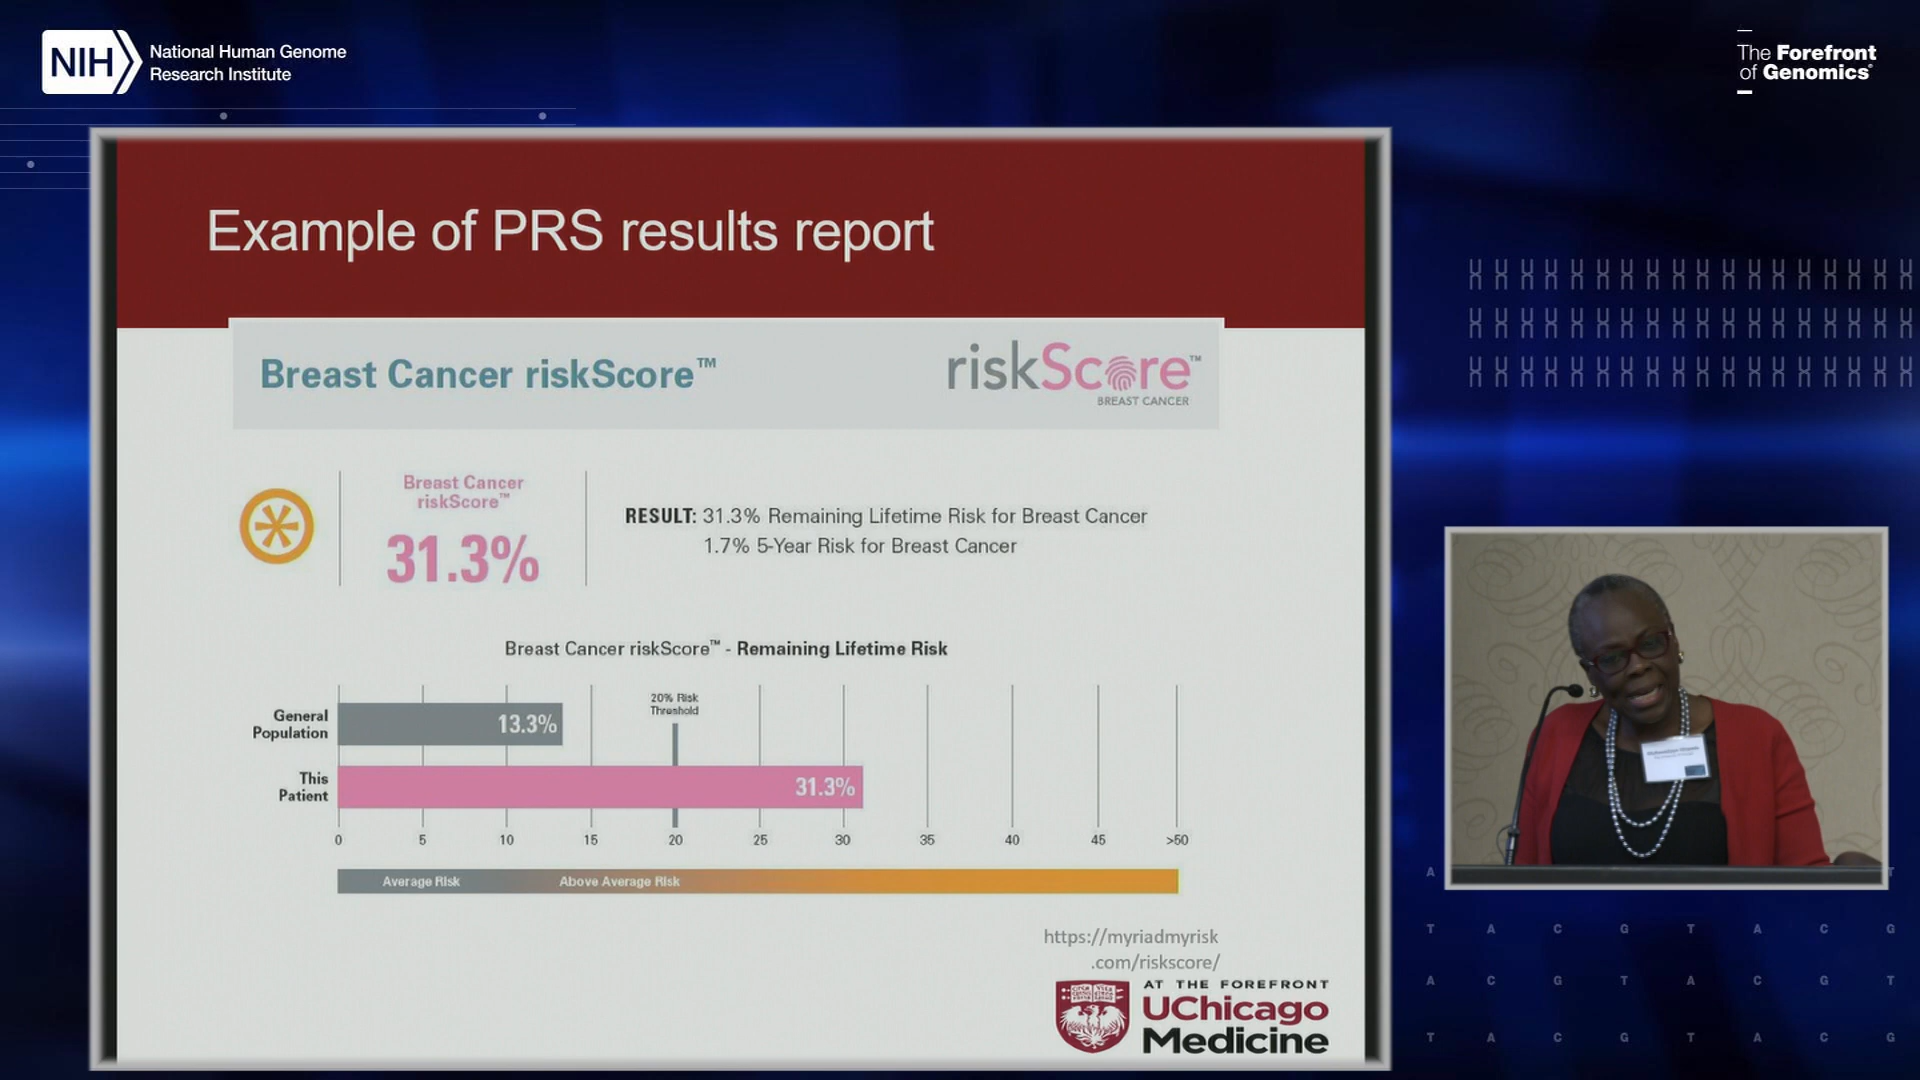 NIH
National Human Genome
Research Institute
The Forefront
of Genomics®
Example of PRS results report
Breast Cancer riskScore™
riskScore™
BREAST CANCER
Breast Cancer
riskScore™
31.3%
RESULT: 31.3% Remaining Lifetime Risk for Breast Cancer
1.7% 5-Year Risk for Breast Cancer
Breast Cancer riskScore™ - Remaining Lifetime Risk
20% Risk
Threshold
General
Population
13.3%
This
Patient
31.3%
0 5 10 15 20 25 30 35 40 45 >50
Average Risk Above Average Risk
https://myriadmyrisk
.com/riskscore/
AT THE FOREFRONT
UChicago
Medicine
A T
T A C G T A C G
A C G T A C G T
T A C G T A C G